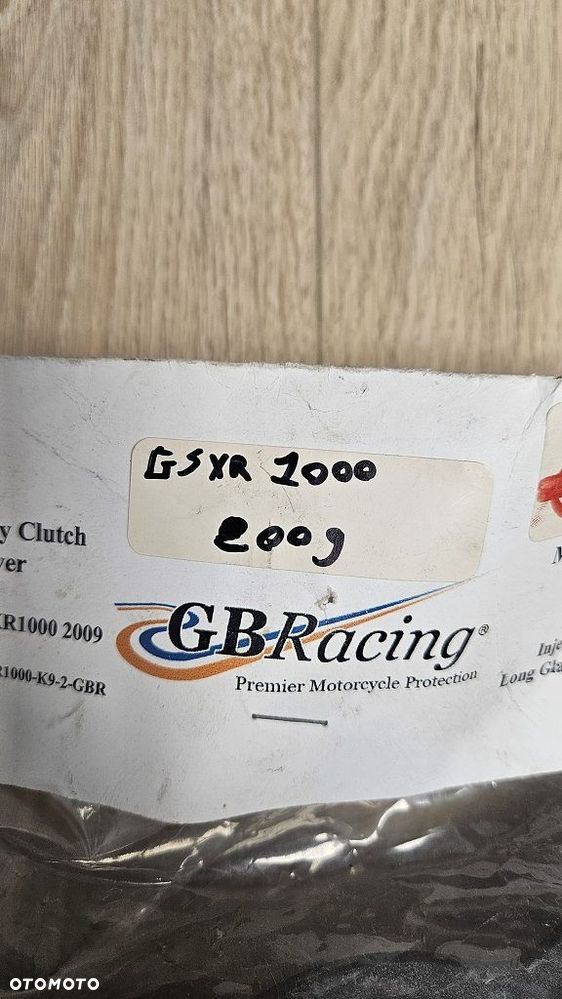 GSXR 1000
2009
y Clutch
ver
R1000 2009
R1000-K9-2-GBR
GBRacing®
Premier Motorcycle Protection
M
Inje
Long Gla
OTOMOTO